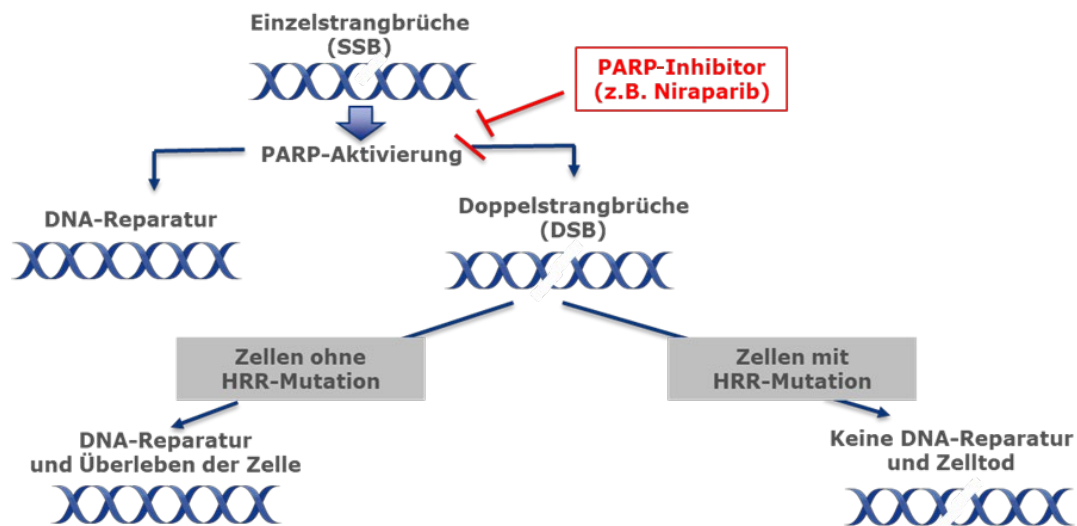 Einzelstrangbrüche
(SSB)
PARP-Inhibitor
(z.B. Niraparib)
PARP-Aktivierung
DNA-Reparatur
Doppelstrangbrüche
(DSB)
Zellen ohne
HRR-Mutation
Zellen mit
HRR-Mutation
DNA-Reparatur
und Überleben der Zelle
Keine DNA-Reparatur
und Zelltod